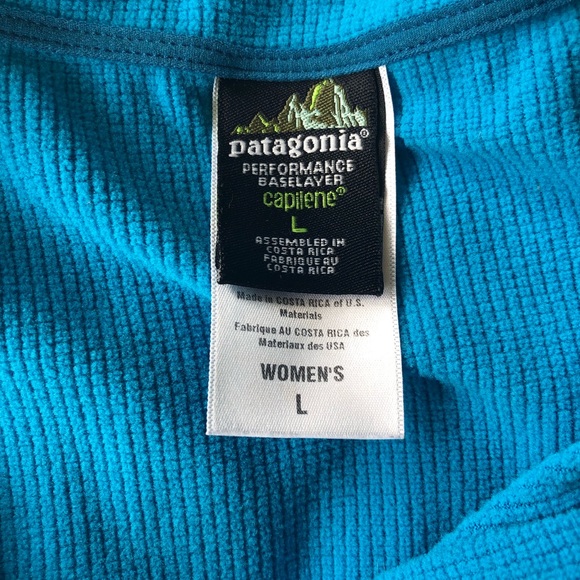 patagonia®
PERFORMANCE
BASELAYER
capilene®
L
ASSEMBLED IN
COSTA RICA
FABRIQUE AU
COSTA RICA
Made in COSTA RICA of U.S.
Materials
Fabrique AU COSTA RICA des
Materiaux des USA
WOMEN'S
L